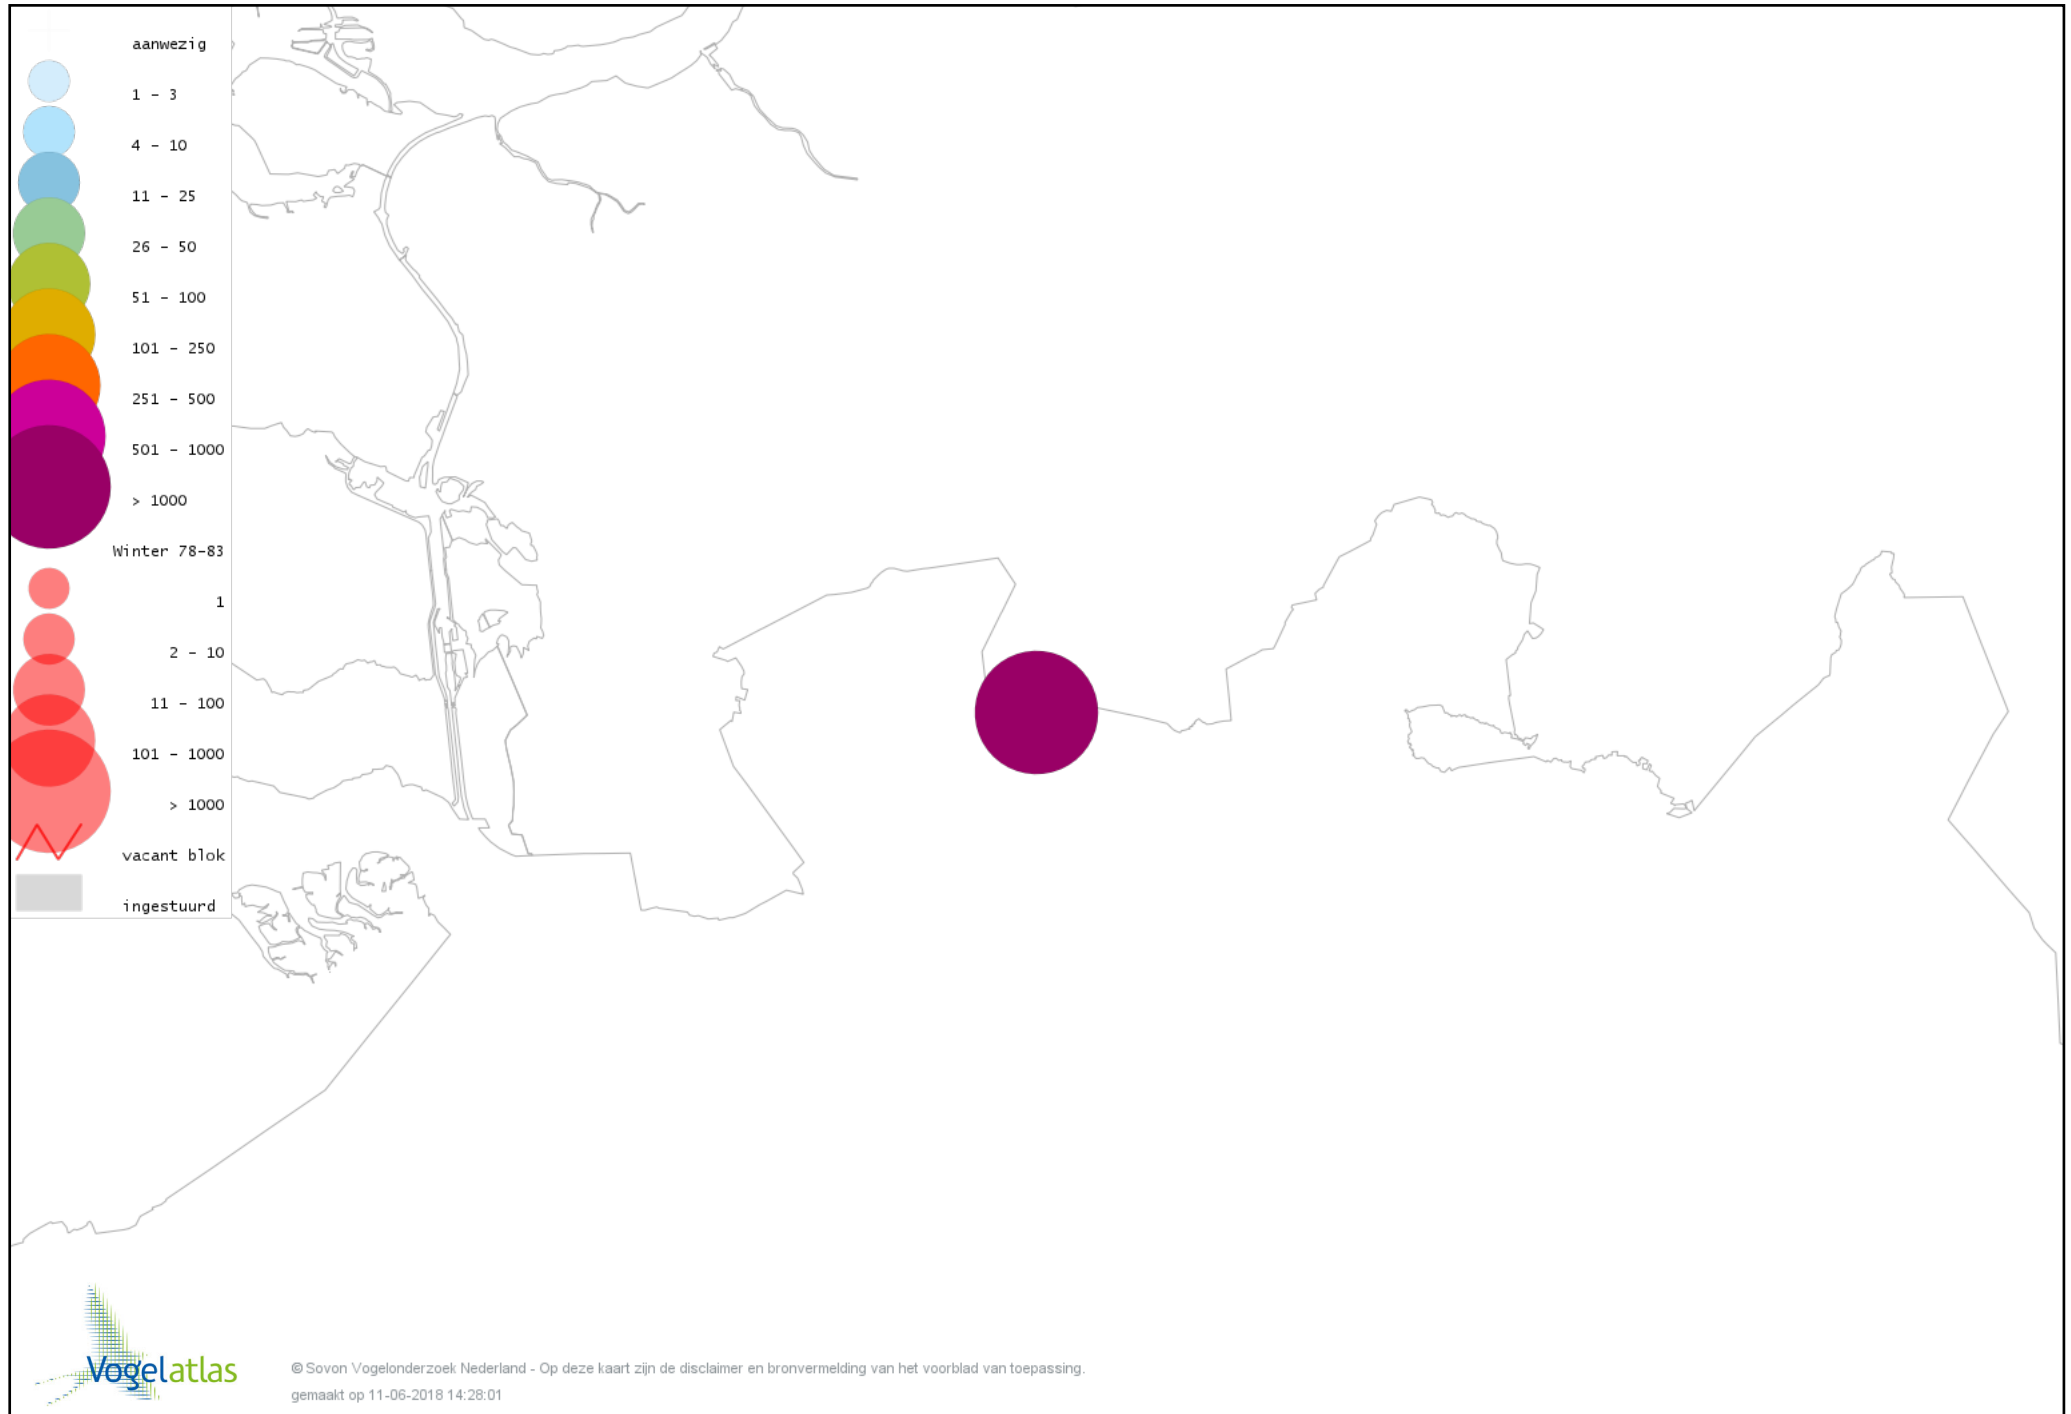 aanwezig
1 - 3
4 - 10
11 - 25
26 - 50
51 - 100
101 - 250
251 - 500
501 - 1000
> 1000
Winter 78-83
1
2 - 10
11 - 100
101 - 1000
> 1000
vacant blok
ingestuurd
Vogelatlas
© Sovon Vogelonderzoek Nederland - Op deze kaart zijn de disclaimer en bronvermelding van het voorblad van toepassing.
gemaakt op 11-06-2018 14:28:01